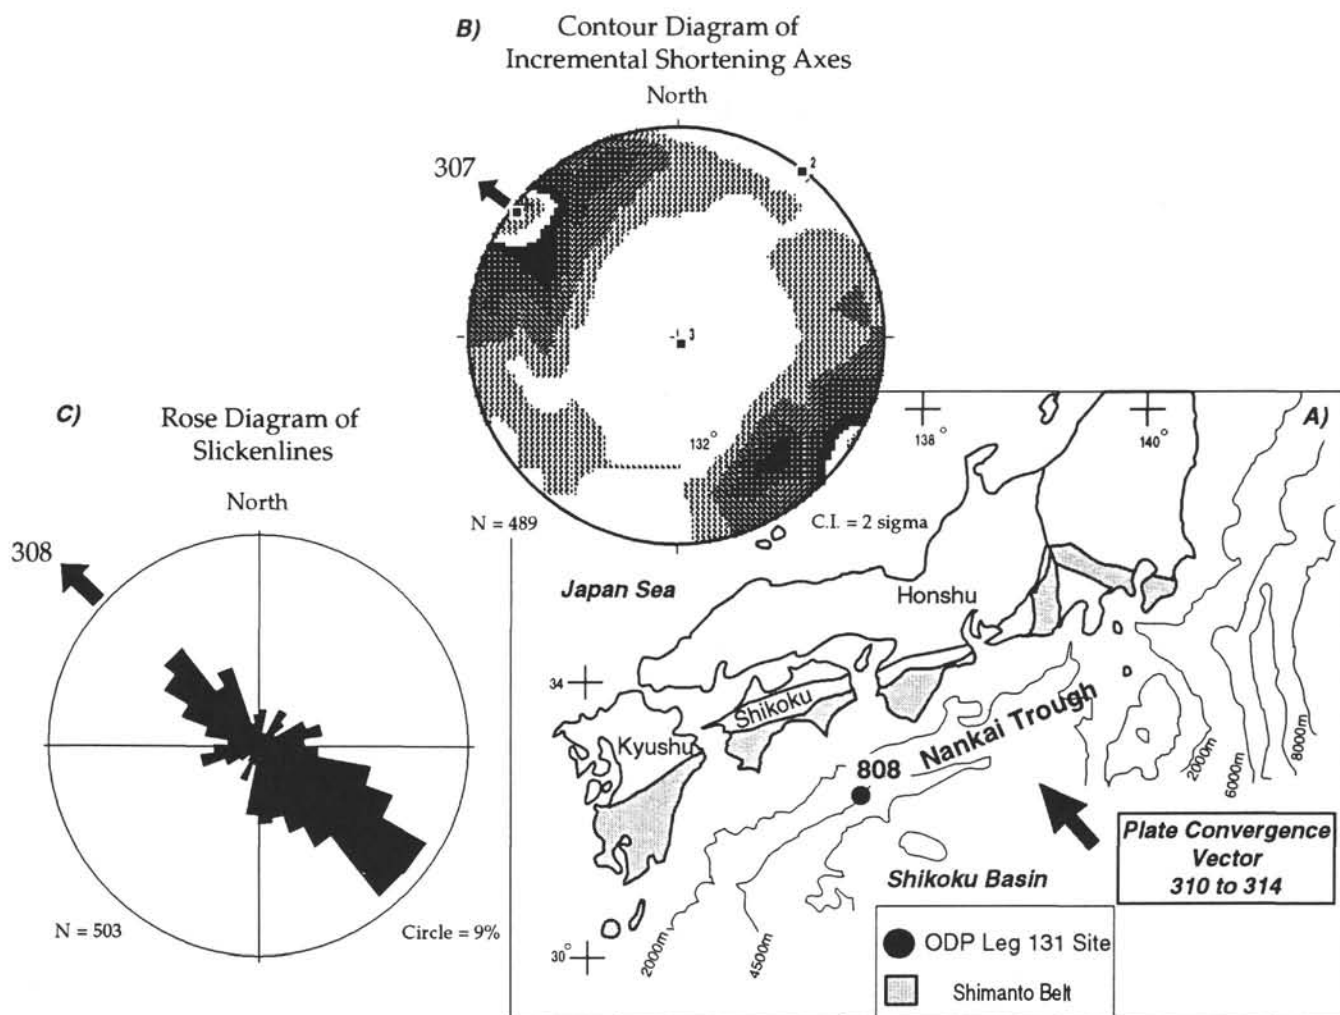 B)
Contour Diagram of
Incremental Shortening Axes
North
307
2
3
132°
N = 489
C.I. = 2 sigma
C)
Rose Diagram of
Slickenlines
North
308
N = 503
Circle = 9%
A)
138°
140°
Japan Sea
Honshu
34
Shikoku
Kyushu
Nankai Trough
808
2000m
6000m
8000m
Plate Convergence
Vector
310 to 314
Shikoku Basin
30°
2000m
4500m
ODP Leg 131 Site
Shimanto Belt